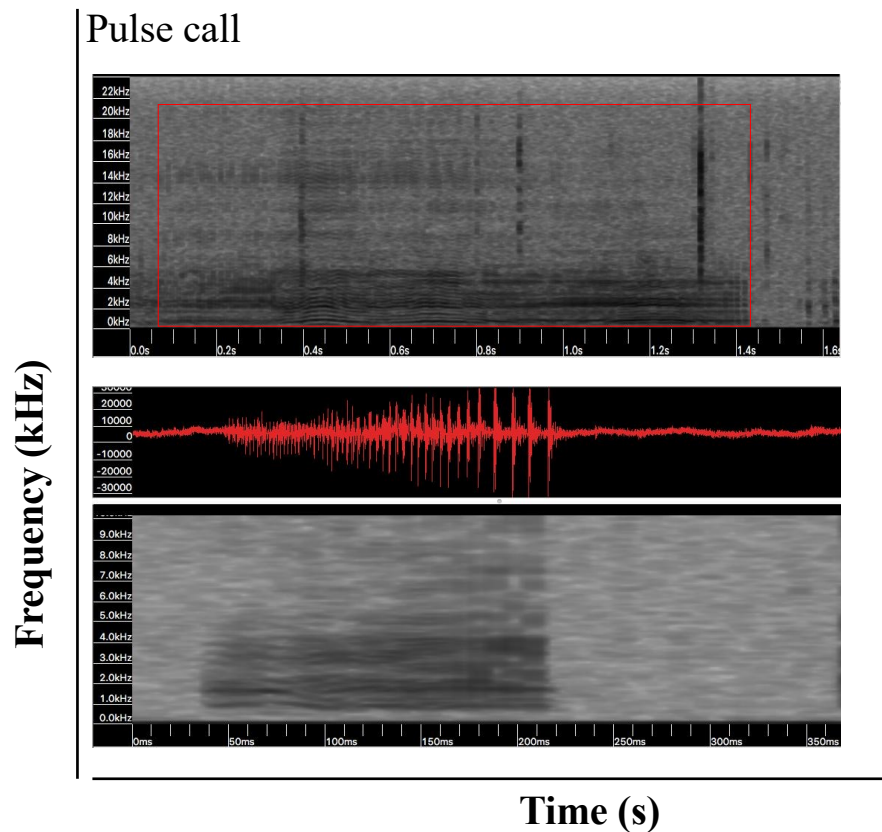 Pulse call
22kHz
20kHz
18kHz
16kHz
14kHz
12kHz
10kHz
8kHz
6kHz
4kHz
2kHz
0kHz
0.0s 0.2s 0.4s 0.6s 0.8s 1.0s 1.2s 1.4s 1.6s
30000
20000
10000
0
-10000
-20000
-30000
9.0kHz
8.0kHz
7.0kHz
6.0kHz
5.0kHz
4.0kHz
3.0kHz
2.0kHz
1.0kHz
0.0kHz
0ms 50ms 100ms 150ms 200ms 250ms 300ms 350ms
Frequency (kHz)
Time (s)